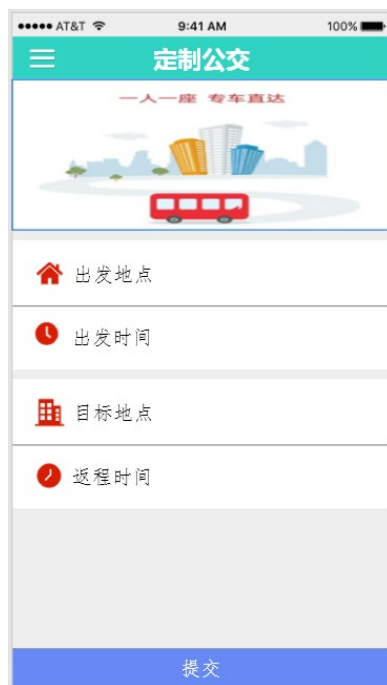 AT&T 9:41 AM 100%
定制公交
一人一座 专车直达
出发地点
出发时间
目标地点
返程时间
提交